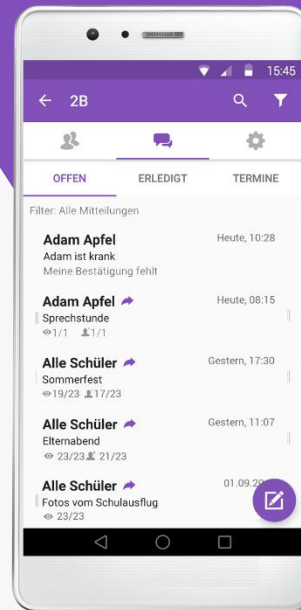 15:45
2B
OFFEN ERLEDIGT TERMINE
Filter: Alle Mitteilungen
Adam Apfel Heute, 10:28
Adam ist krank
Meine Bestätigung fehlt
Adam Apfel Heute, 08:15
Sprechstunde
1/1 1/1
Alle Schüler Gestern, 17:30
Sommerfest
19/23 17/23
Alle Schüler Gestern, 11:07
Elternabend
23/23 21/23
Alle Schüler 01.09.20
Fotos vom Schulausflug
23/23